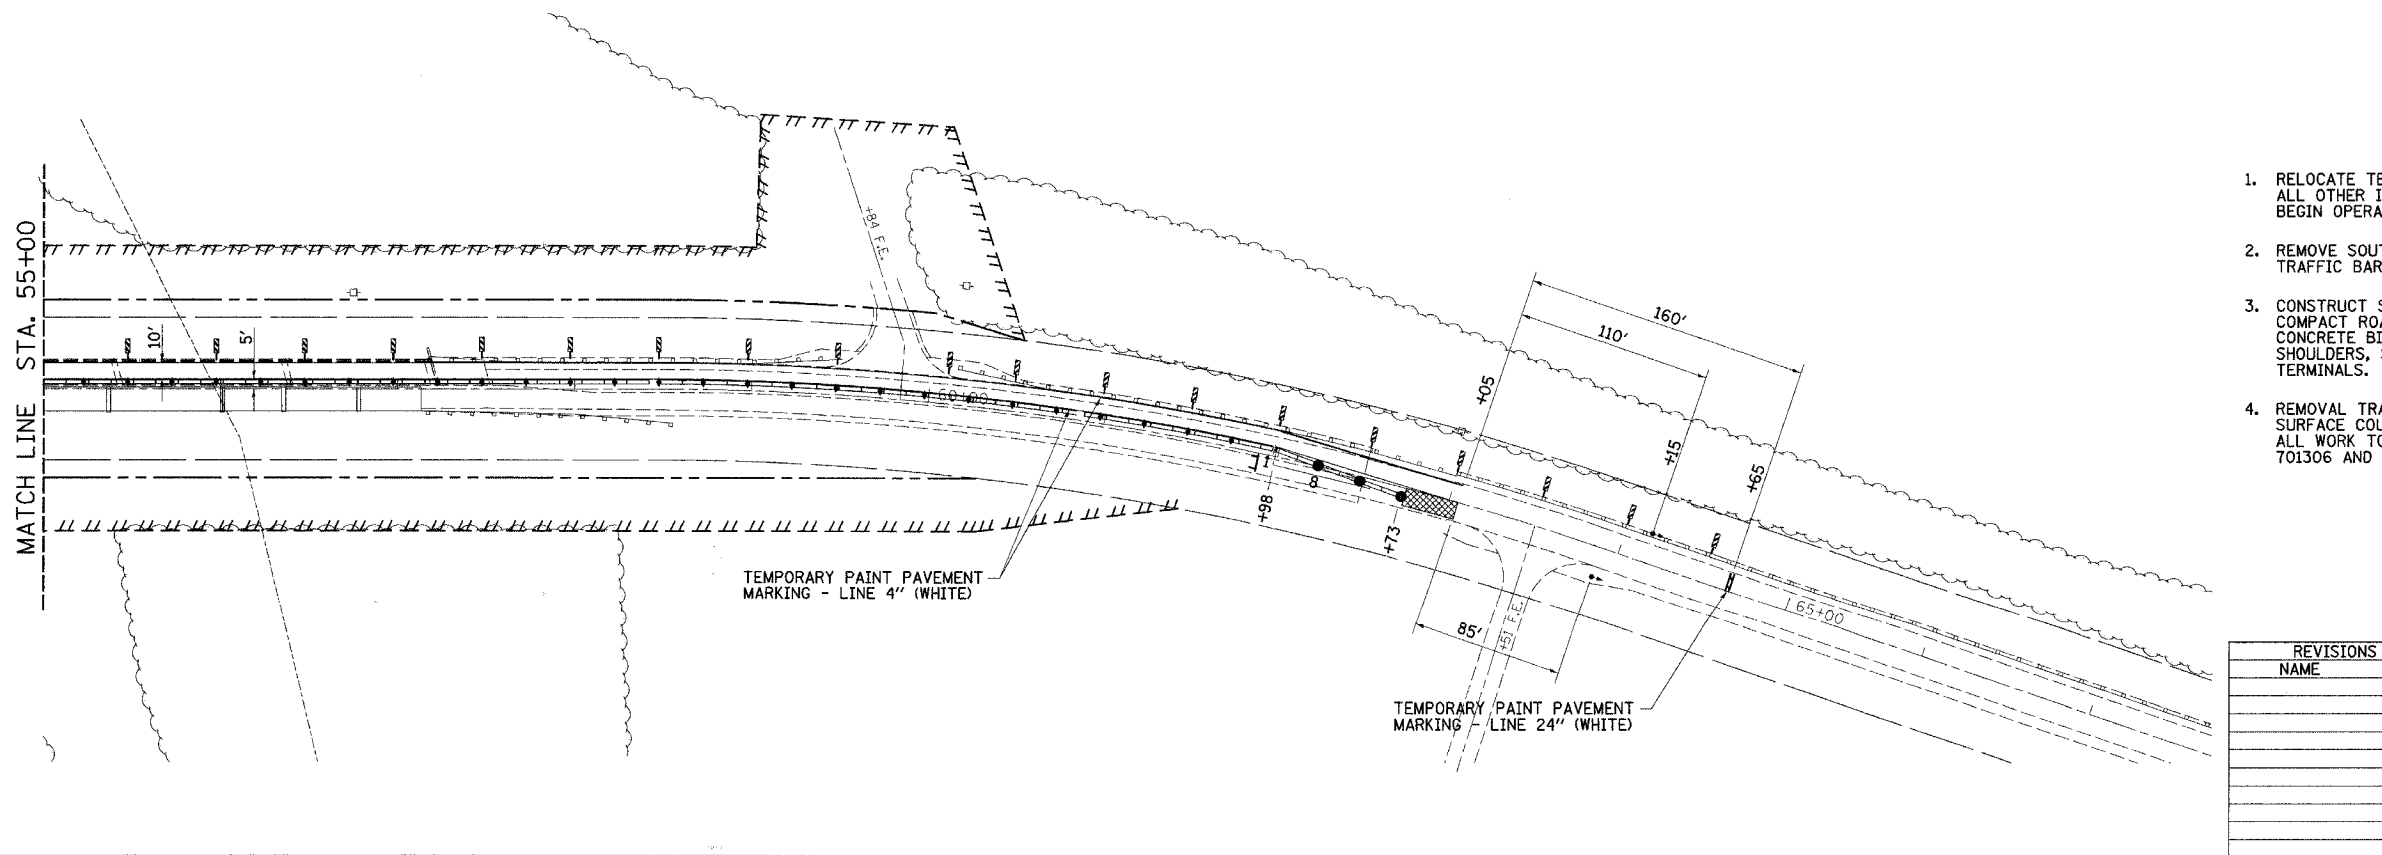 MATCH LINE STA. 55+00
10'
5'
+84 F.E.
60+00
TEMPORARY PAINT PAVEMENT
MARKING - LINE 4" (WHITE)
1
8
+98
+73
+05
110'
160'
+15
+65
85'
+51 F.E.
65+00
TEMPORARY PAINT PAVEMENT
MARKING - LINE 24" (WHITE)
1. RELOCATE TE
ALL OTHER I
BEGIN OPERA
2. REMOVE SOU
TRAFFIC BAR
3. CONSTRUCT S
COMPACT ROA
CONCRETE BI
SHOULDERS,
TERMINALS.
4. REMOVAL TRA
SURFACE COU
ALL WORK TO
701306 AND
REVISIONS
NAME